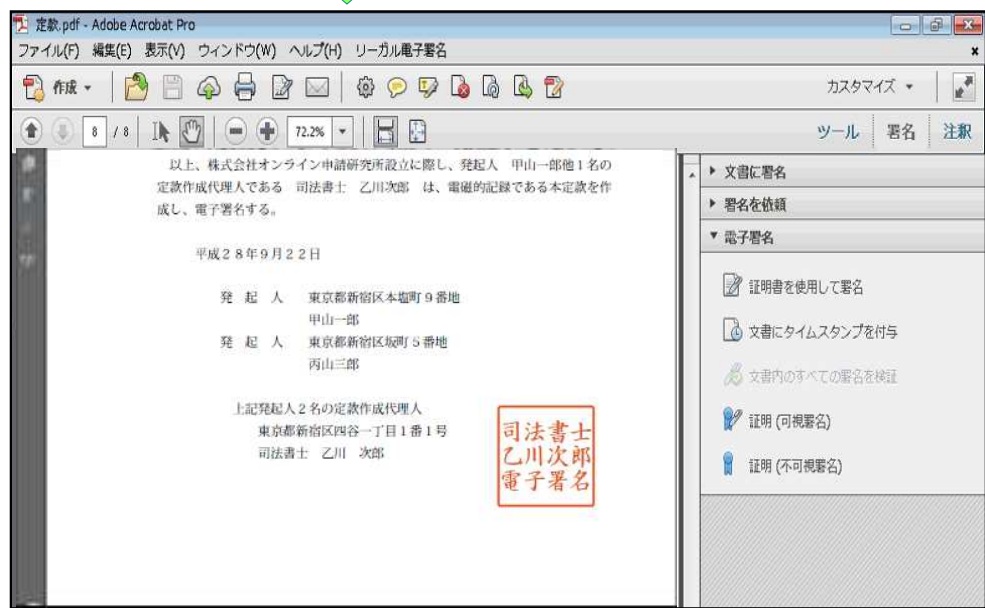 定款.pdf - Adobe Acrobat Pro
ファイル(F) 編集(E) 表示(V) ウィンドウ(W) ヘルプ(H) リーガル電子署名
作成
カスタマイズ
8 / 8
72.2%
ツール 署名 注釈
以上、株式会社オンライン申請研究所設立に際し、発起人 甲山一郎他1名の
定款作成代理人である 司法書士 乙川次郎 は、電磁的記録である本定款を作
成し、電子署名する。
平成28年9月22日
発 起 人 東京都新宿区本塩町9番地
甲山一郎
発 起 人 東京都新宿区坂町5番地
丙山三郎
上記発起人2名の定款作成代理人
東京都新宿区四谷一丁目1番1号
司法書士 乙川 次郎
司法書士
乙川次郎
電子署名
文書に署名
署名を依頼
電子署名
証明書を使用して署名
文書にタイムスタンプを付与
文書内のすべての署名を検証
証明 (可視署名)
証明 (不可視署名)